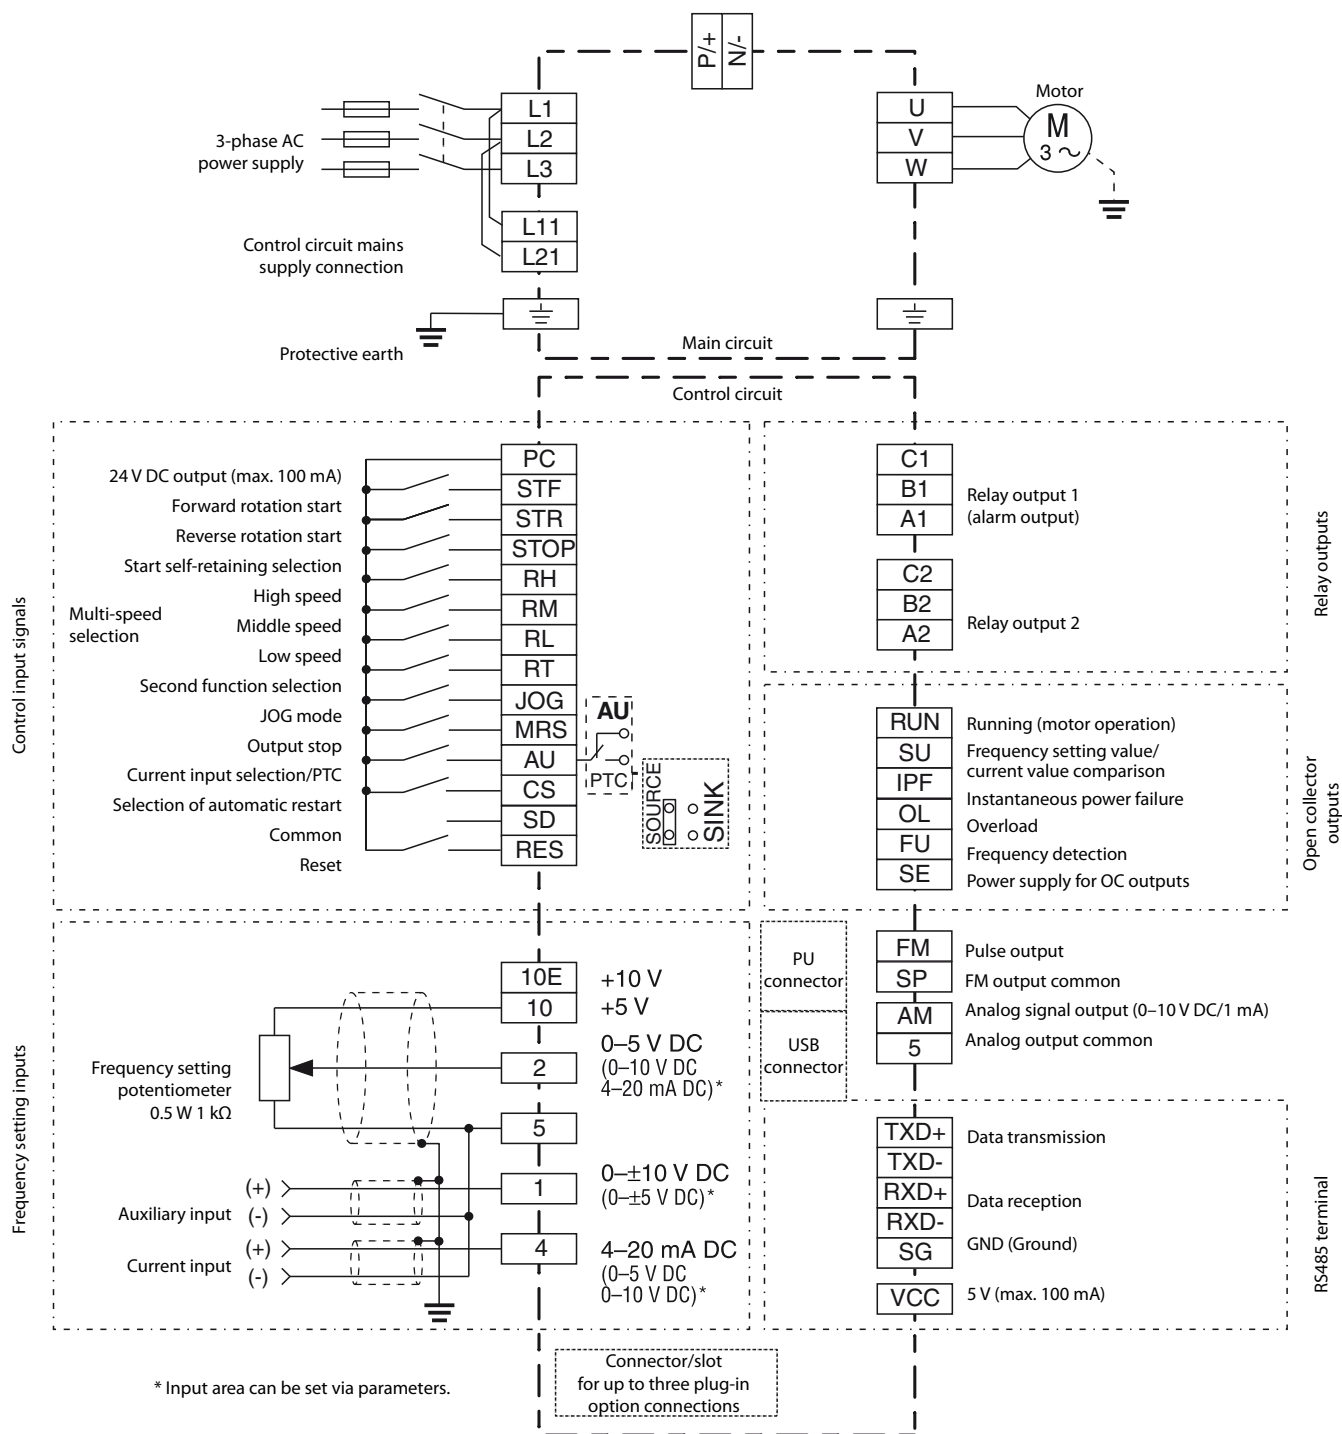 P/+
N/-
L1
L2
L3
3-phase AC
power supply
L11
L21
Control circuit mains
supply connection
Protective earth
U
V
W
Motor
M
3 ~
Main circuit
Control circuit
Control input signals
PC
24 V DC output (max. 100 mA)
STF
Forward rotation start
STR
Reverse rotation start
STOP
Start self-retaining selection
Multi-speed
selection
RH
High speed
RM
Middle speed
RL
Low speed
RT
Second function selection
JOG
JOG mode
MRS
Output stop
AU
Current input selection/PTC
CS
Selection of automatic restart
SD
Common
RES
Reset
AU
PTC
SOURCE
SINK
Relay outputs
C1
B1
A1
Relay output 1
(alarm output)
C2
B2
A2
Relay output 2
Open collector
outputs
RUN
Running (motor operation)
SU
Frequency setting value/
current value comparison
IPF
Instantaneous power failure
OL
Overload
FU
Frequency detection
SE
Power supply for OC outputs
Frequency setting inputs
10E
+10 V
10
+5 V
2
0–5 V DC
(0–10 V DC
4–20 mA DC)*
Frequency setting
potentiometer
0.5 W 1 kΩ
5
1
0–±10 V DC
(0–±5 V DC)*
(+)
Auxiliary input (-)
4
4–20 mA DC
(0–5 V DC
0–10 V DC)*
(+)
Current input (-)
PU
connector
USB
connector
FM
Pulse output
SP
FM output common
AM
Analog signal output (0–10 V DC/1 mA)
5
Analog output common
RS485 terminal
TXD+
Data transmission
TXD-
RXD+
Data reception
RXD-
SG
GND (Ground)
VCC
5 V (max. 100 mA)
* Input area can be set via parameters.
Connector/slot
for up to three plug-in
option connections